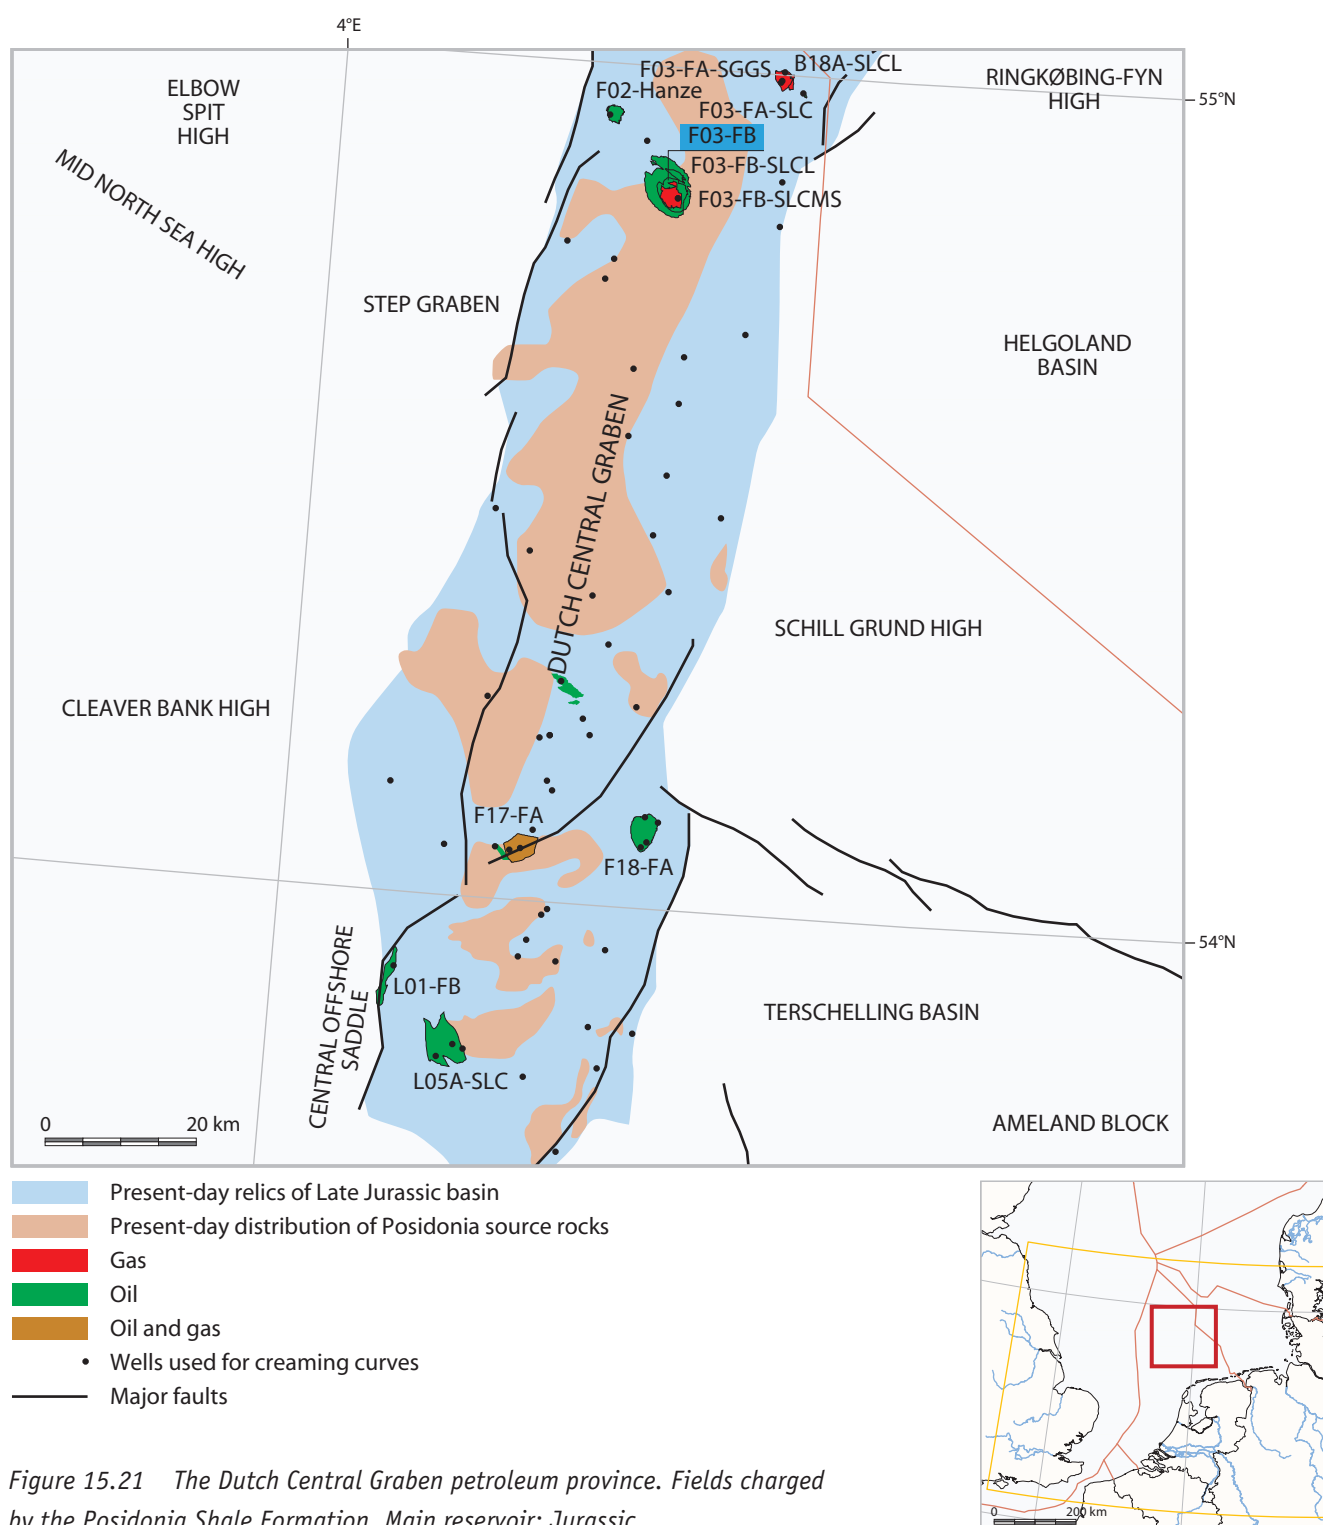 4°E
ELBOW
SPIT
HIGH
MID NORTH SEA HIGH
F03-FA-SGGS
B18A-SLCL
F02-Hanze
F03-FA-SLC
F03-FB
F03-FB-SLCL
F03-FB-SLCMS
RINGKØBING-FYN
HIGH
55°N
STEP GRABEN
HELGOLAND
BASIN
DUTCH CENTRAL GRABEN
SCHILL GRUND HIGH
CLEAVER BANK HIGH
F17-FA
F18-FA
54°N
CENTRAL OFFSHORE
SADDLE
L01-FB
TERSCHELLING BASIN
L05A-SLC
AMELAND BLOCK
0 20 km
Present-day relics of Late Jurassic basin
Present-day distribution of Posidonia source rocks
Gas
Oil
Oil and gas
Wells used for creaming curves
Major faults
0 200 km
Figure 15.21 The Dutch Central Graben petroleum province. Fields charged
by the Posidonia Shale Formation. Main reservoir: Jurassic